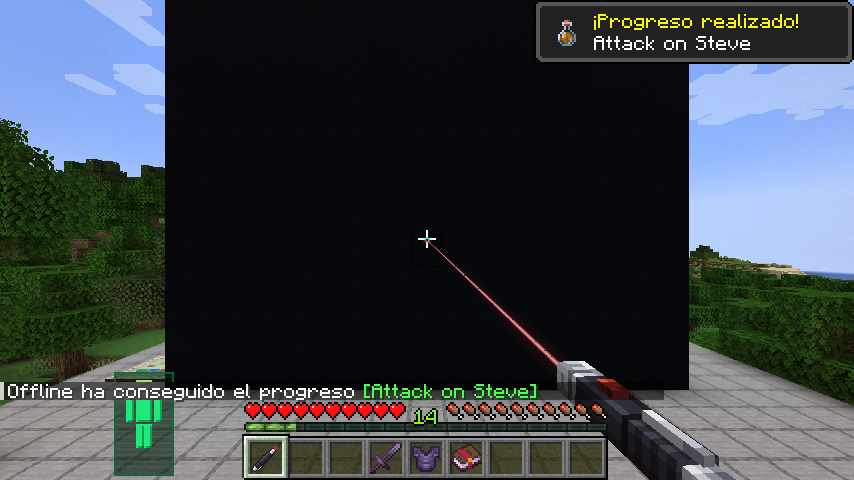 ¡Progreso realizado!
Attack on Steve
Offline ha conseguido el progreso [Attack on Steve]
14